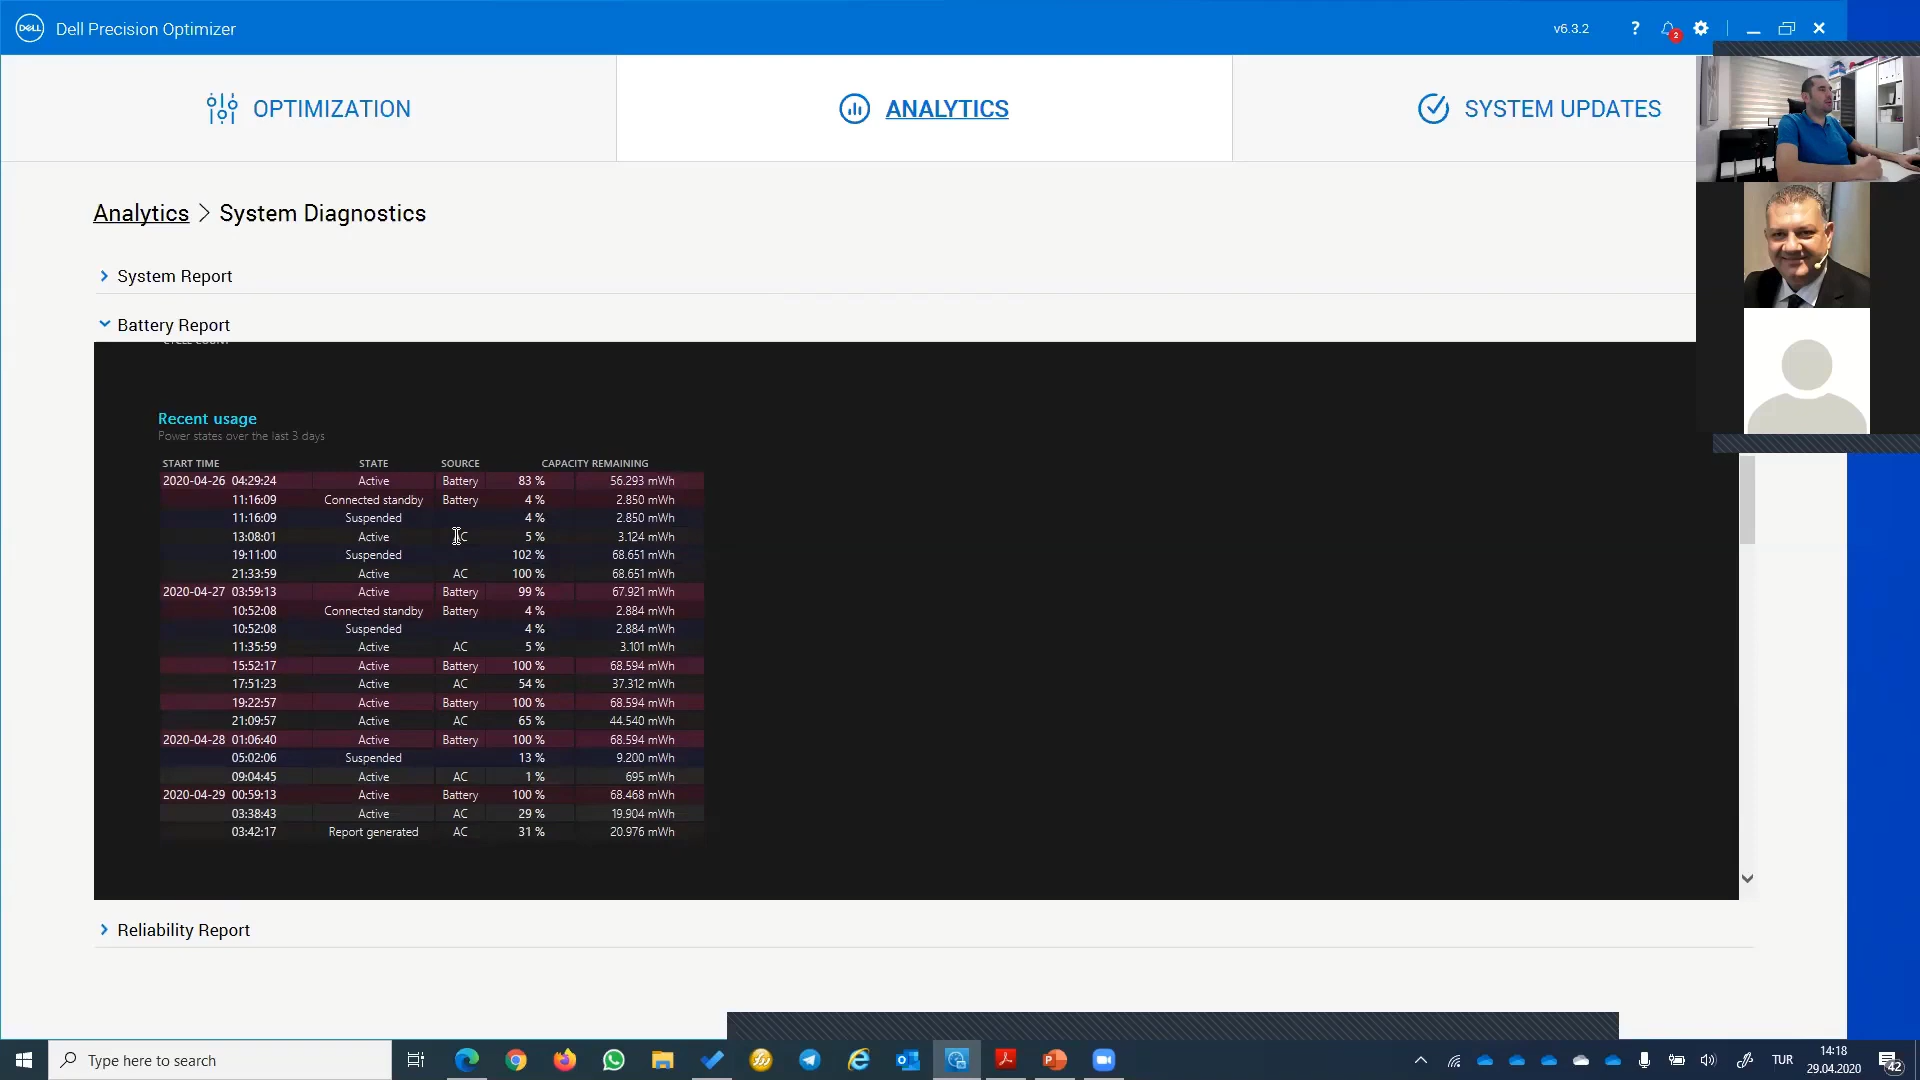 DELL Dell Precision Optimizer v6.3.2 ? 2
OPTIMIZATION ANALYTICS SYSTEM UPDATES
Analytics > System Diagnostics
System Report
Battery Report
CYCLE COUNT
Recent usage
Power states over the last 3 days
START TIME STATE SOURCE CAPACITY REMAINING
2020-04-26 04:29:24 Active Battery 83 % 56.293 mWh
11:16:09 Connected standby Battery 4 % 2.850 mWh
11:16:09 Suspended 4 % 2.850 mWh
13:08:01 Active AC 5 % 3.124 mWh
19:11:00 Suspended 102 % 68.651 mWh
21:33:59 Active AC 100 % 68.651 mWh
2020-04-27 03:59:13 Active Battery 99 % 67.921 mWh
10:52:08 Connected standby Battery 4 % 2.884 mWh
10:52:08 Suspended 4 % 2.884 mWh
11:35:59 Active AC 5 % 3.101 mWh
15:52:17 Active Battery 100 % 68.594 mWh
17:51:23 Active AC 54 % 37.312 mWh
19:22:57 Active Battery 100 % 68.594 mWh
21:09:57 Active AC 65 % 44.540 mWh
2020-04-28 01:06:40 Active Battery 100 % 68.594 mWh
05:02:06 Suspended 13 % 9.200 mWh
09:04:45 Active AC 1 % 695 mWh
2020-04-29 00:59:13 Active Battery 100 % 68.468 mWh
03:38:43 Active AC 29 % 19.904 mWh
03:42:17 Report generated AC 31 % 20.976 mWh
Reliability Report
Type here to search TUR 14:18
29.04.2020 42